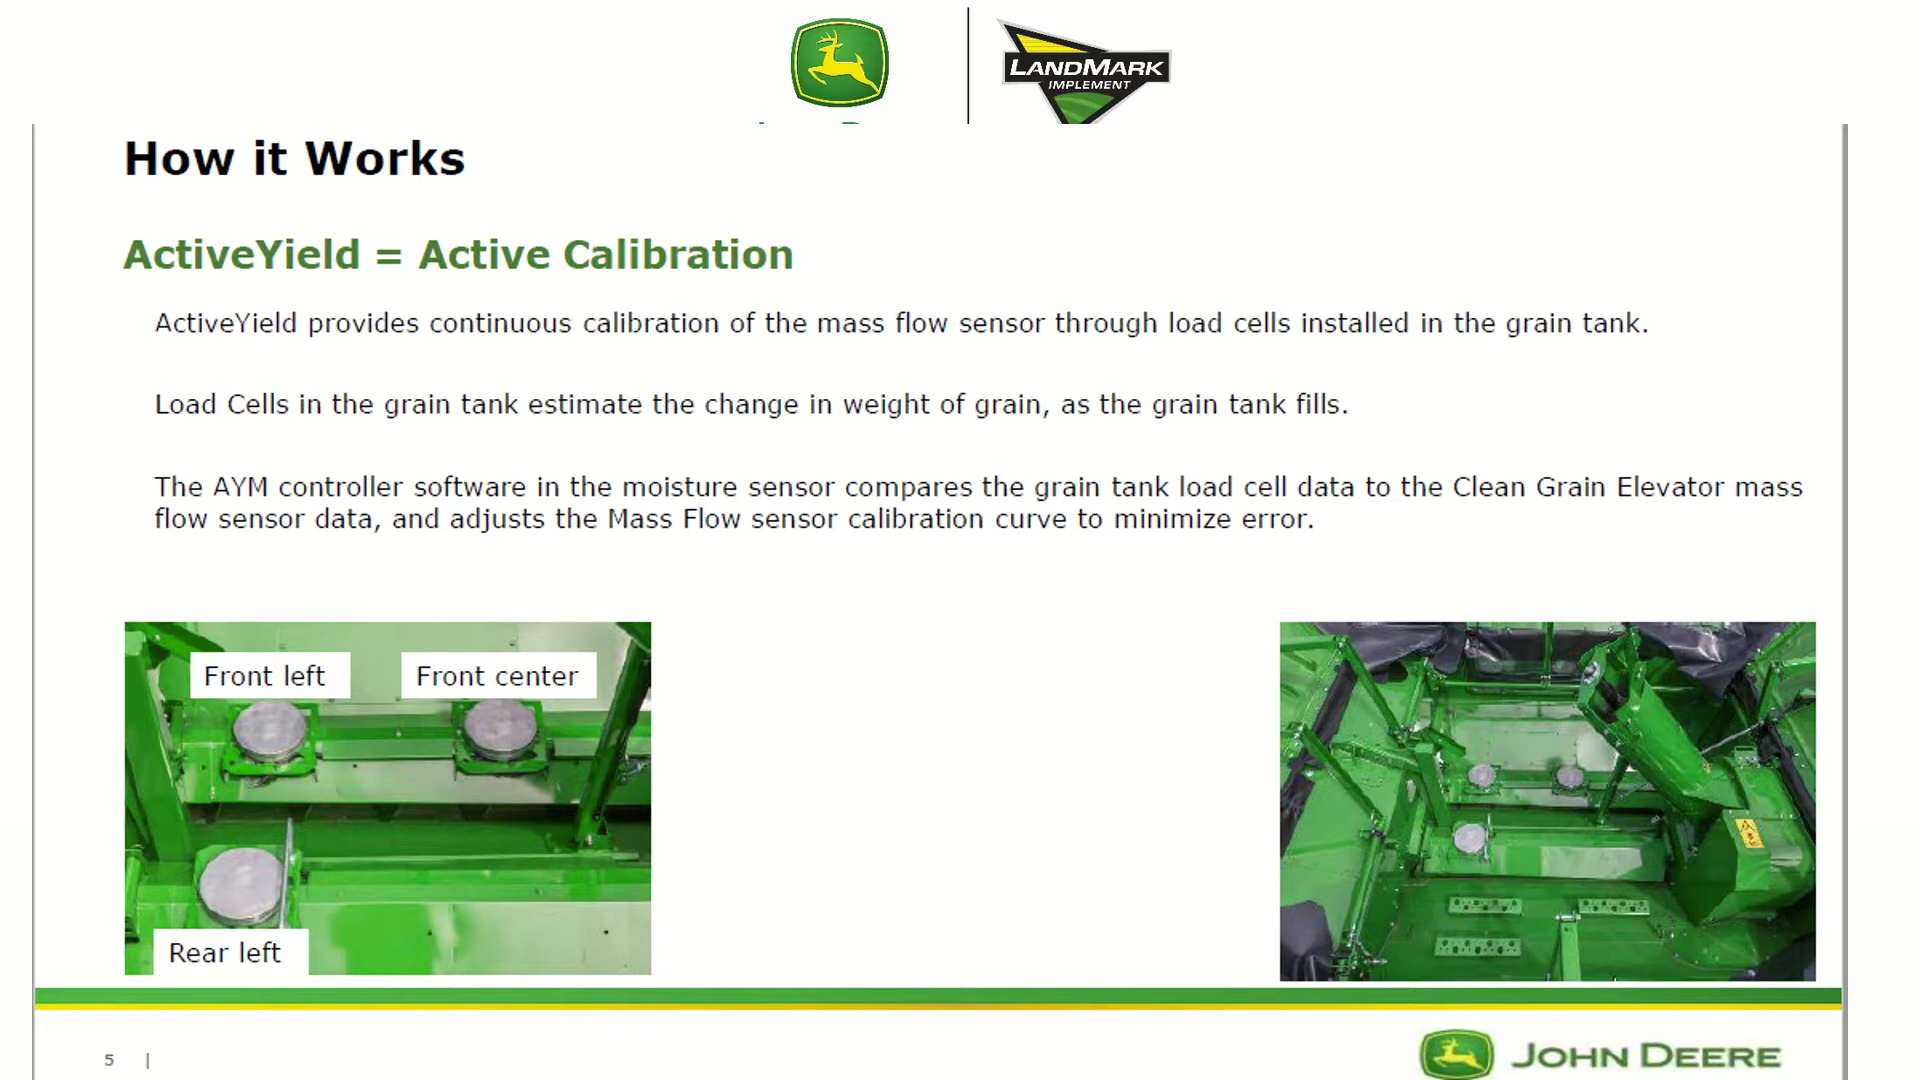 LANDMARK
IMPLEMENT
How it Works
ActiveYield = Active Calibration
ActiveYield provides continuous calibration of the mass flow sensor through load cells installed in the grain tank.
Load Cells in the grain tank estimate the change in weight of grain, as the grain tank fills.
The AYM controller software in the moisture sensor compares the grain tank load cell data to the Clean Grain Elevator mass
flow sensor data, and adjusts the Mass Flow sensor calibration curve to minimize error.
Front left
Front center
Rear left
5 |
JOHN DEERE